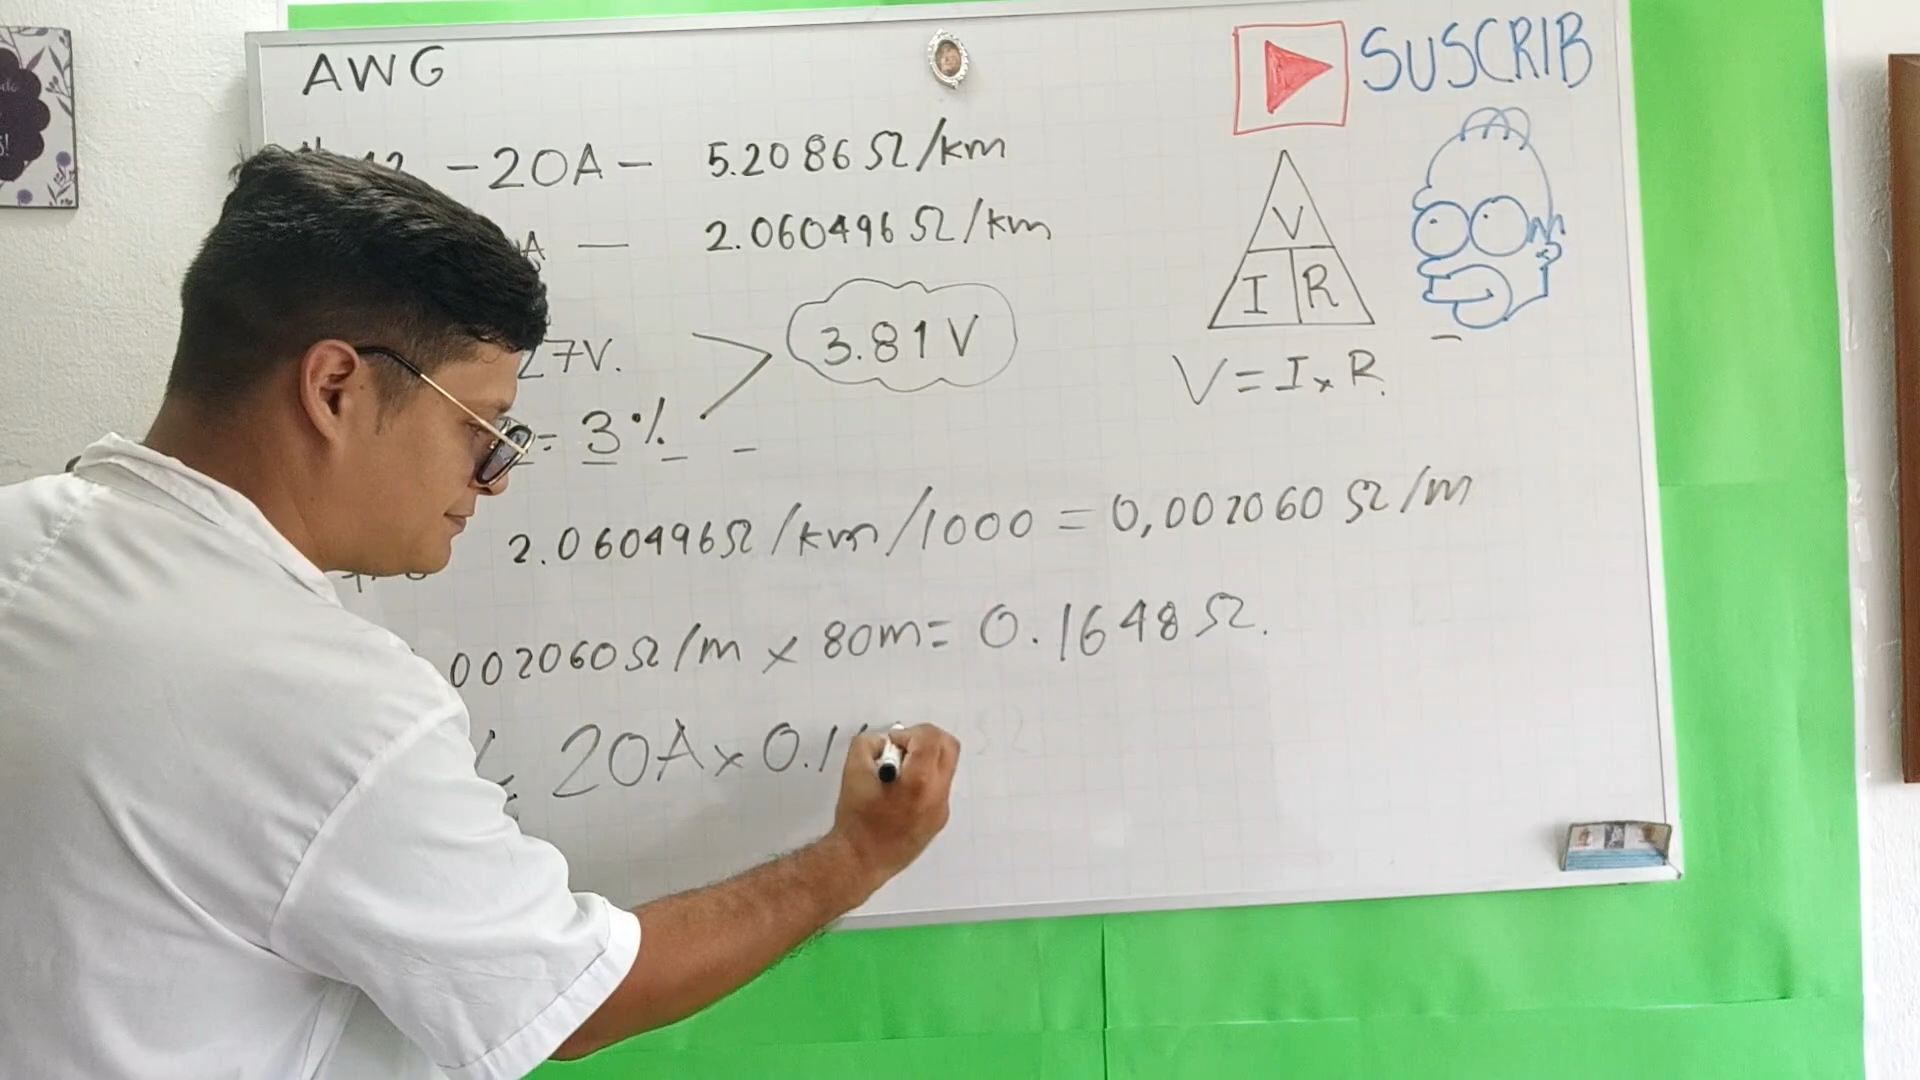 AWG
SUSCRIB
-20A- 5.2086 Ω/km
A — 2.060496 Ω/km
V
I R
27V.
3.81 V
V = I x R.
= 3%
2.060496Ω/km/1000 = 0,002060 Ω/m
002060Ω/m x 80m = 0.1648 Ω.
20A x 0.1